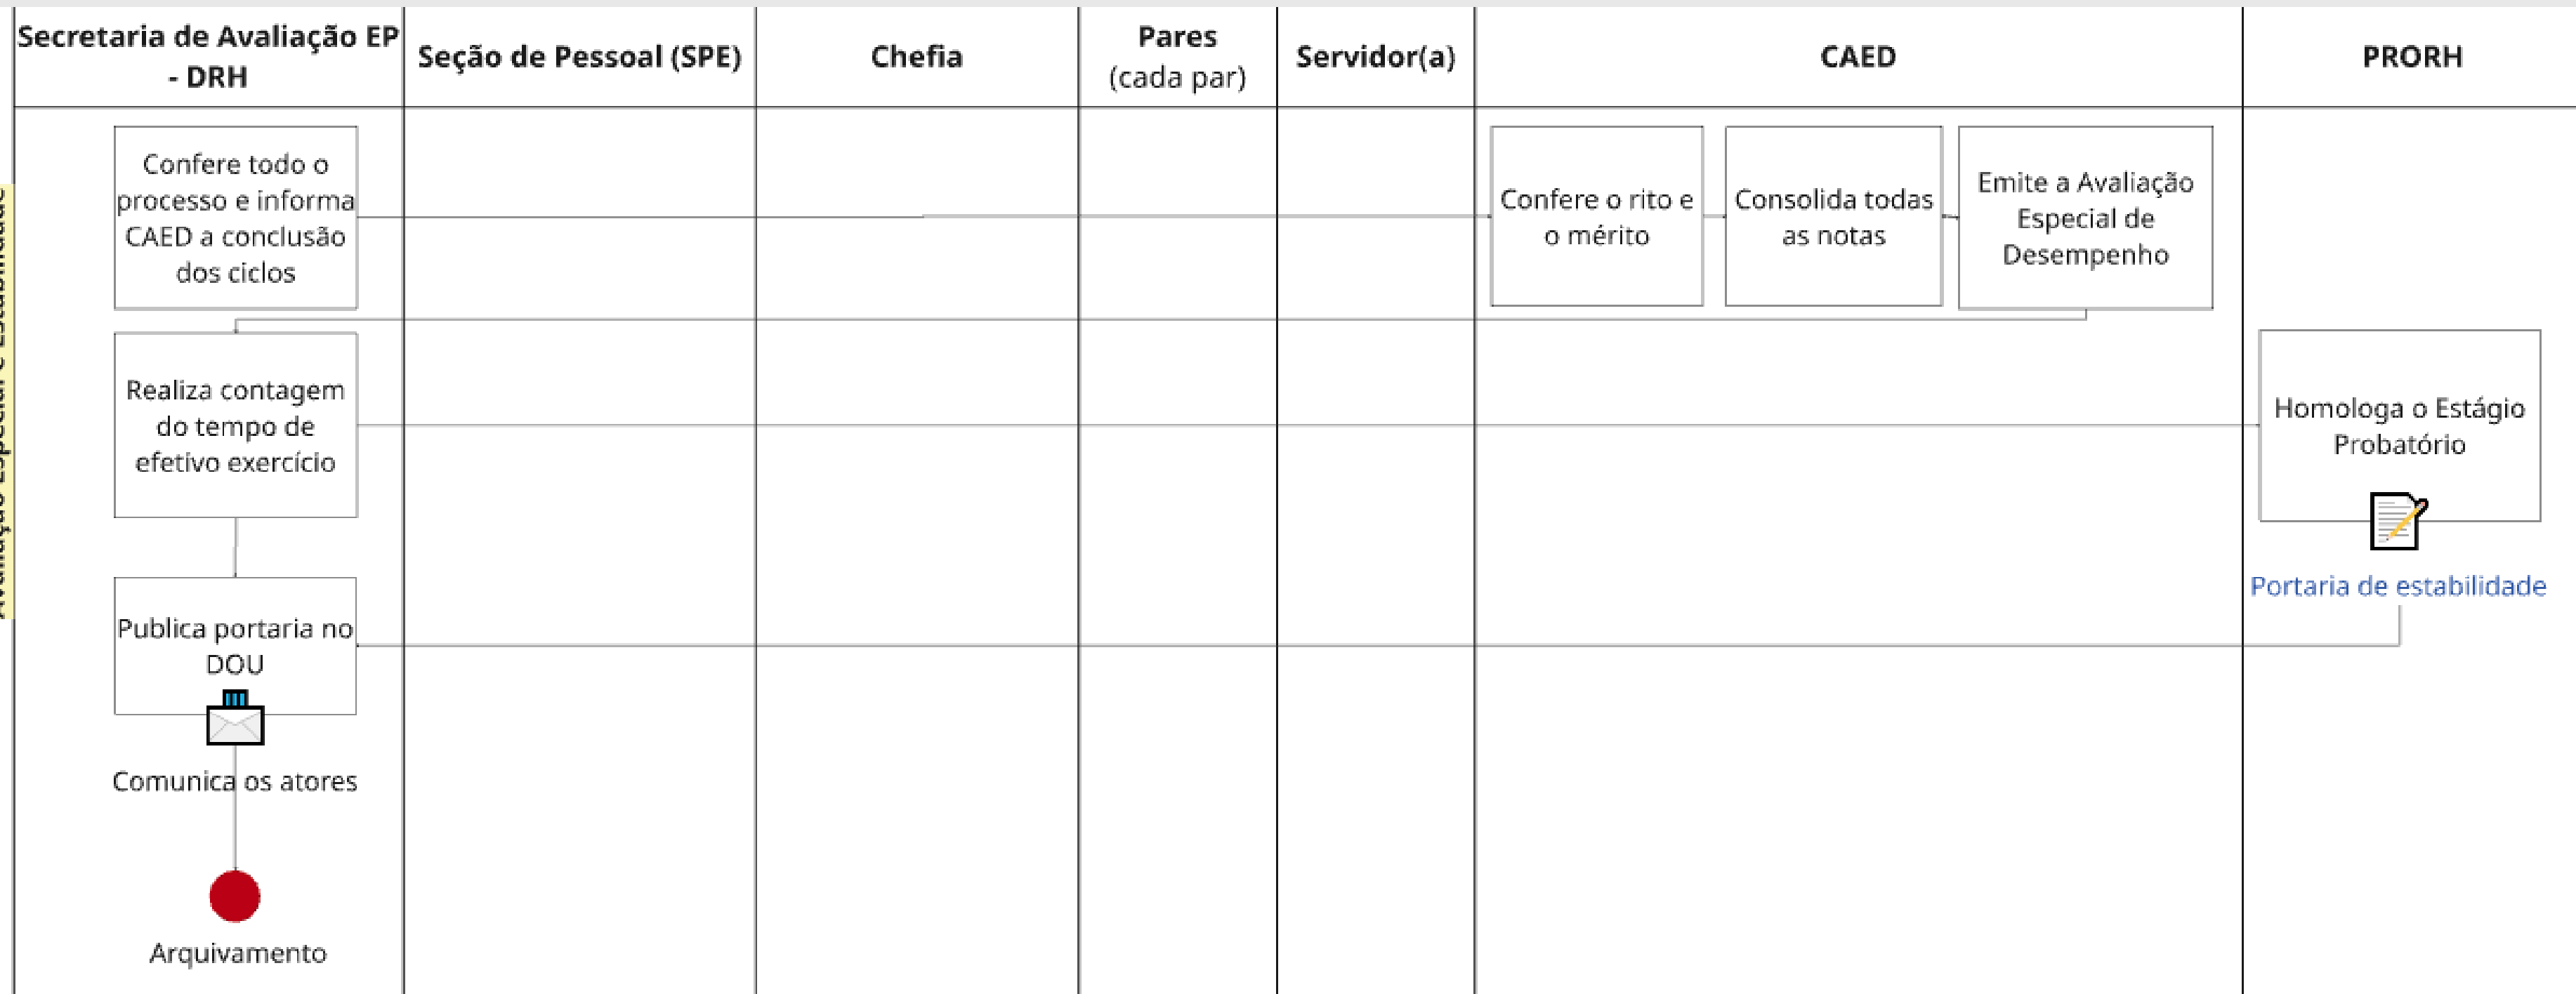 Secretaria de Avaliação EP
- DRH
Seção de Pessoal (SPE)
Chefia
Pares
(cada par)
Servidor(a)
CAED
PRORH
Confere todo o
processo e informa
CAED a conclusão
dos ciclos
Confere o rito e
o mérito
Consolida todas
as notas
Emite a Avaliação
Especial de
Desempenho
Realiza contagem
do tempo de
efetivo exercício
Homologa o Estágio
Probatório
Portaria de estabilidade
Publica portaria no
DOU
Comunica os atores
Arquivamento